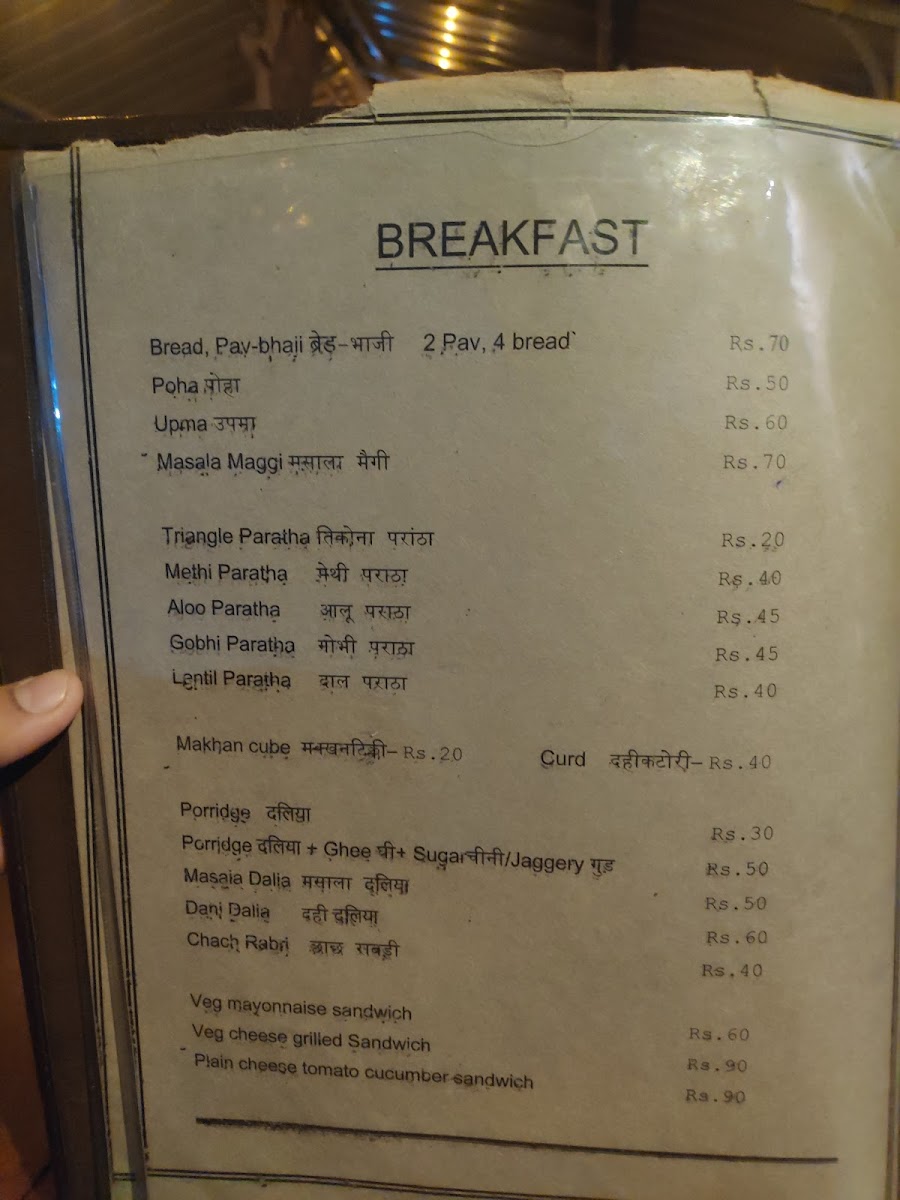 BREAKFAST
Bread, Pav-bhaji ब्रेड-भाजी 2 Pav, 4 bread` Rs.70
Poha पोहा Rs.50
Upma उपमा Rs.60
Masala Maggi मसाला मैगी Rs.70
Triangle Paratha तिकोना परांठा Rs.20
Methi Paratha मेथी पराठा Rs.40
Aloo Paratha आलू पराठा Rs.45
Gobhi Paratha गोभी पराठा Rs.45
Lentil Paratha दाल पराठा Rs.40
Makhan cube मक्खनटिक्की- Rs.20 Curd दहीकटोरी- Rs.40
Porridge दलिया Rs.30
Porridge दलिया + Ghee घी+ Sugarचीनी/Jaggery गुड़ Rs.50
Masala Dalia मसाला दलिया Rs.50
Dahi Dalia दही दलिया Rs.60
Chach Rabri छाछ राबड़ी Rs.40
Veg mayonnaise sandwich Rs.60
Veg cheese grilled Sandwich Rs.90
Plain cheese tomato cucumber sandwich Rs.90